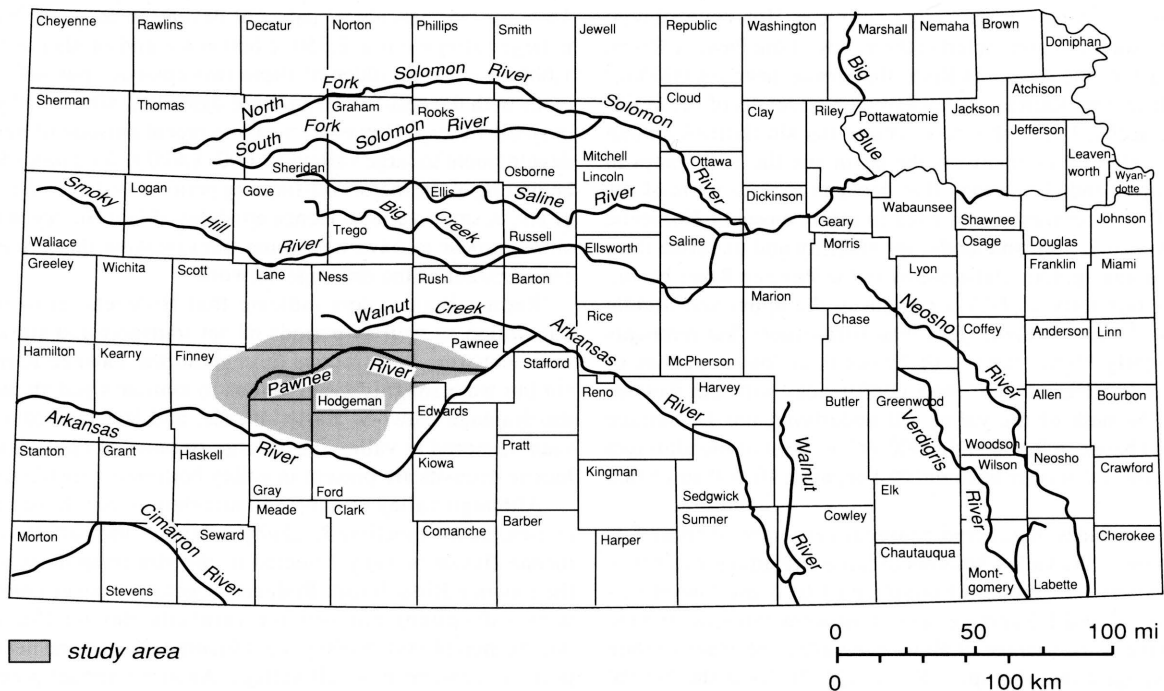 Cheyenne
Rawlins
Decatur
Norton
Phillips
Smith
Jewell
Republic
Washington
Marshall
Nemaha
Brown
Doniphan
Sherman
Thomas
North Fork Solomon River
Graham
Rooks
Solomon River
Cloud
Clay
Riley
Big Blue
Pottawatomie
Jackson
Atchison
Jefferson
Leaven-
worth
Wyan-
dotte
South Fork Solomon River
Sheridan
Osborne
Mitchell
Lincoln
Ottawa
Dickinson
Geary
Wabaunsee
Shawnee
Johnson
Smoky Hill River
Logan
Gove
Trego
Ellis
Saline River
Big Creek
Russell
Ellsworth
Saline
Morris
Osage
Douglas
Wallace
Greeley
Wichita
Scott
Lane
Ness
Rush
Barton
Rice
McPherson
Marion
Chase
Lyon
Neosho River
Coffey
Franklin
Miami
Anderson
Linn
Walnut Creek
Arkansas River
Pawnee
Stafford
Hamilton
Kearny
Finney
Pawnee River
Hodgeman
Edwards
Reno
Harvey
Butler
Greenwood
Woodson
Allen
Bourbon
Arkansas River
Stanton
Grant
Haskell
Gray
Ford
Kiowa
Pratt
Kingman
Sedgwick
Walnut River
Verdigris River
Elk
Wilson
Neosho
Crawford
Morton
Cimarron River
Stevens
Seward
Meade
Clark
Comanche
Barber
Harper
Sumner
Cowley
Chautauqua
Mont-
gomery
Labette
Cherokee
study area
0 50 100 mi
0 100 km